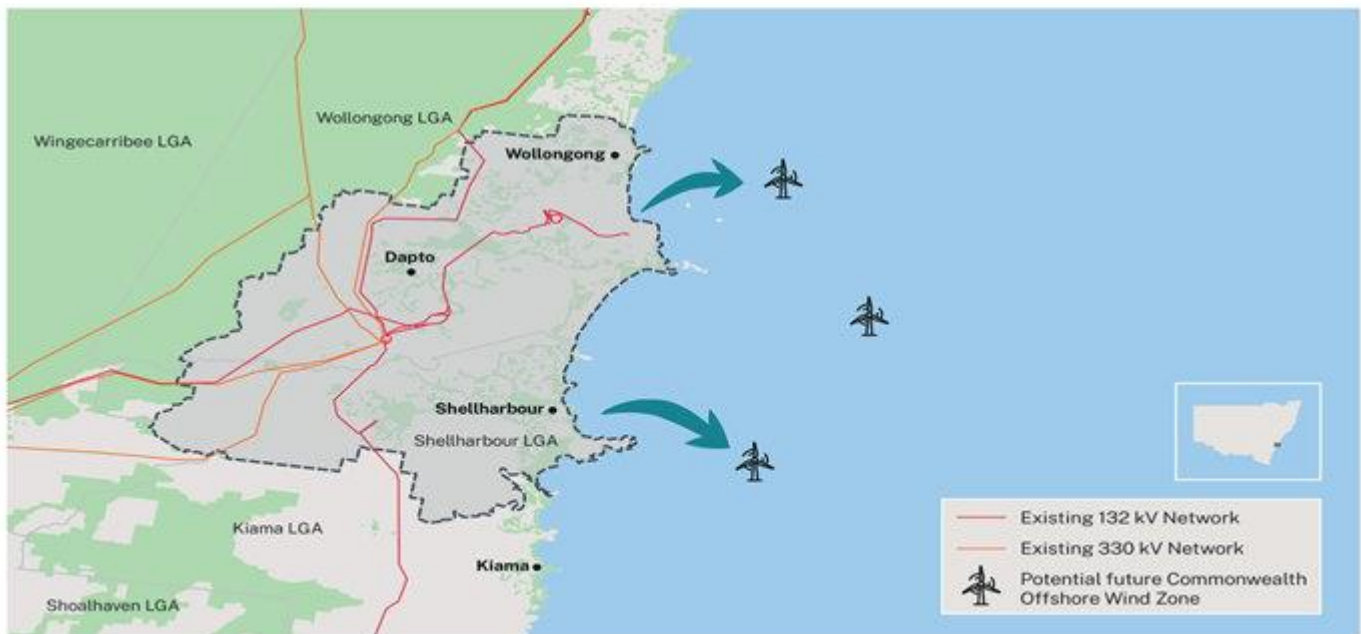 Wollongong LGA
Wingecarribee LGA
Wollongong
Dapto
Shellharbour
Shellharbour LGA
Kiama LGA
Kiama
Shoalhaven LGA
Existing 132 kV Network
Existing 330 kV Network
Potential future Commonwealth
Offshore Wind Zone